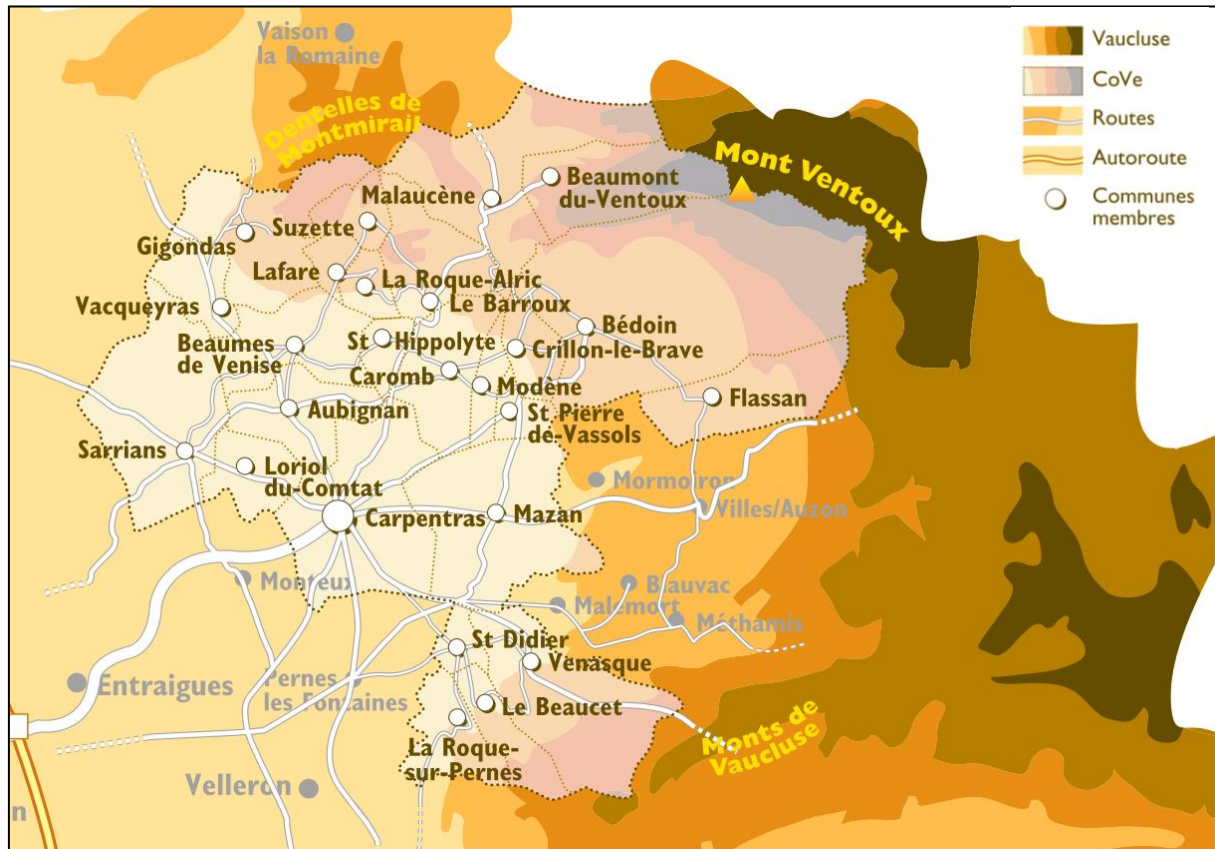 Vaison
la Romaine
Dentelles de
Montmirail
Mont Ventoux
Vaucluse
CoVe
Routes
Autoroute
Communes
membres
Malaucène
Beaumont
du-Ventoux
Suzette
Gigondas
Lafare
La Roque-Alric
Le Barroux
Vacqueyras
Beaumes
de Venise
St Hippolyte
Bédoin
Crillon-le-Brave
Caromb
Modène
Flassan
Aubignan
St Pierre
de-Vassols
Sarrians
Loriol
du-Comtat
Mormoiron
Carpentras
Mazan
Villes/Auzon
Monteux
Blauvac
Malemort
Méthamis
St Didier
Venasque
Entraigues
Pernes
les Fontaines
Le Beaucet
La Roque-
sur-Pernes
Monts de
Vaucluse
Velleron
n